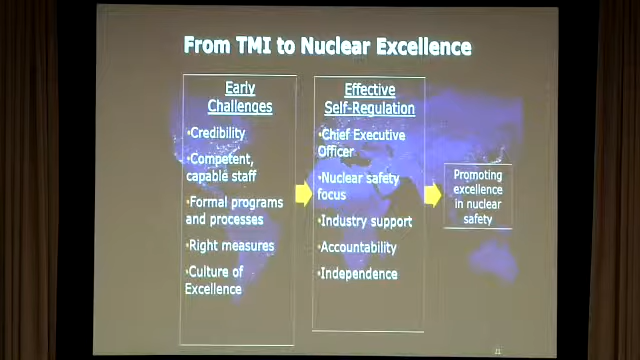 From TMI to Nuclear Excellence
Early
Challenges
•Credibility
•Competent,
capable staff
•Formal programs
and processes
•Right measures
•Culture of
Excellence
Effective
Self-Regulation
•Chief Executive
Officer
•Nuclear safety
focus
•Industry support
•Accountability
•Independence
Promoting
excellence
in nuclear
safety